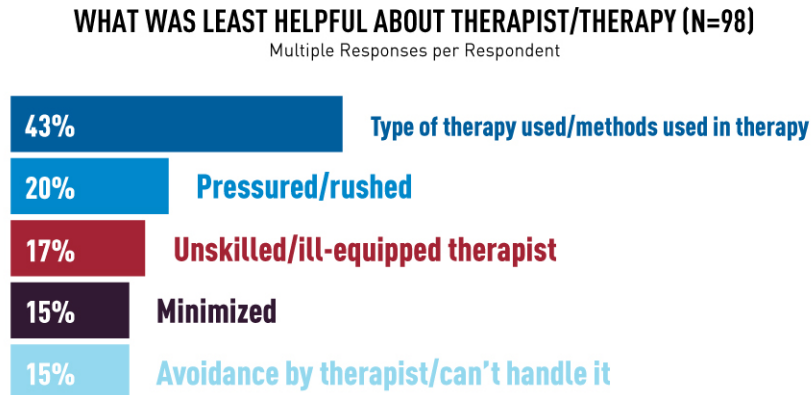 WHAT WAS LEAST HELPFUL ABOUT THERAPIST/THERAPY (N=98)
Multiple Responses per Respondent
43% Type of therapy used/methods used in therapy
20% Pressured/rushed
17% Unskilled/ill-equipped therapist
15% Minimized
15% Avoidance by therapist/can't handle it